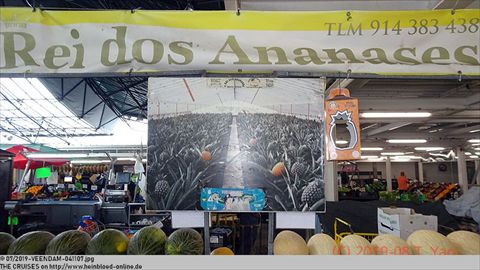 TLM 914 383 438
Rei dos Ananases
© 07/2019-VEENDAM-041107.jpg
THE CRUISES on http://www.heinbloed-online.de